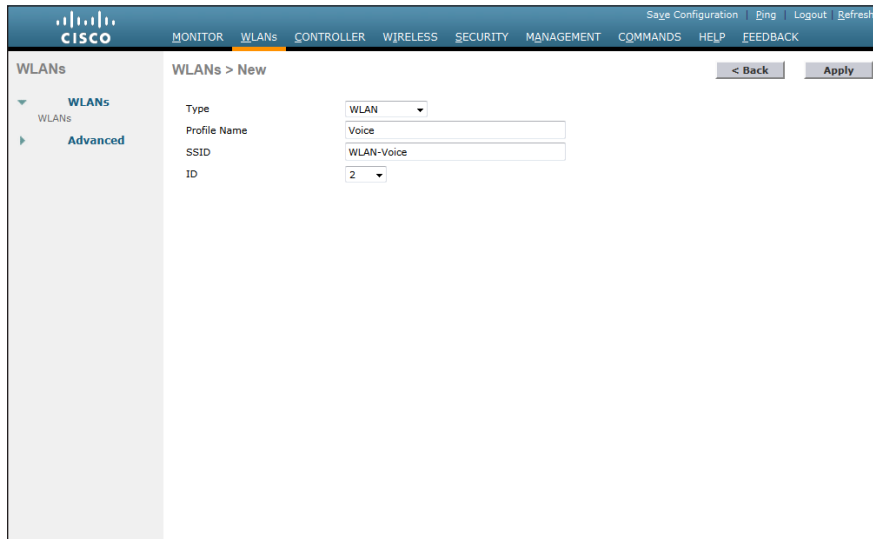 Save Configuration | Ping | Logout | Refresh
CISCO
MONITOR WLANs CONTROLLER WIRELESS SECURITY MANAGEMENT COMMANDS HELP FEEDBACK
WLANs
WLANs > New
< Back
Apply
WLANs
WLANs
Advanced
Type WLAN
Profile Name Voice
SSID WLAN-Voice
ID 2